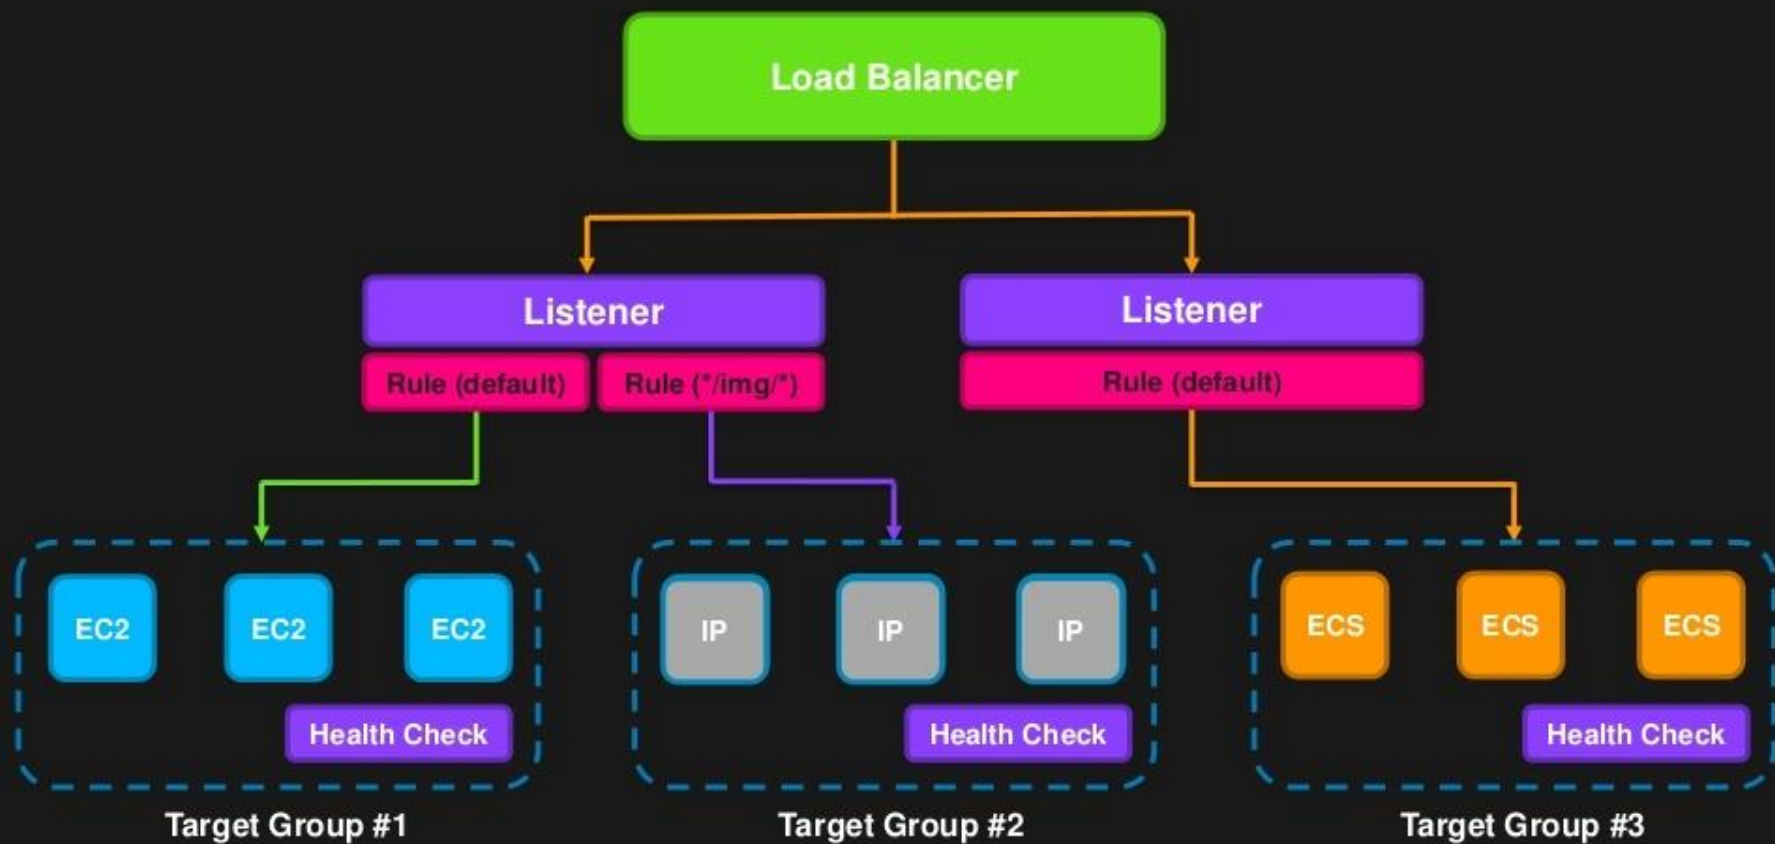 Load Balancer
Listener
Listener
Rule (default)
Rule (*/img/*)
Rule (default)
EC2
EC2
EC2
IP
IP
IP
ECS
ECS
ECS
Health Check
Health Check
Health Check
Target Group #1
Target Group #2
Target Group #3